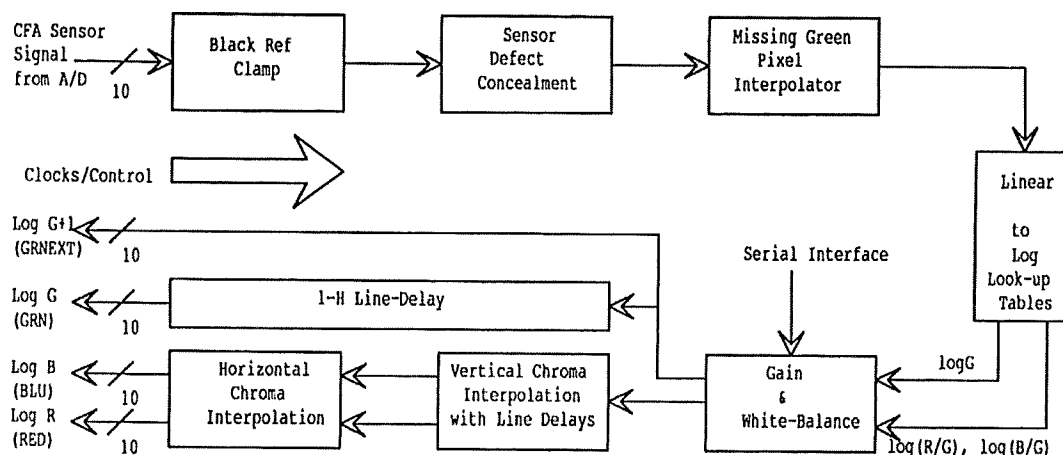 CFA Sensor
Signal
from A/D
10
Black Ref
Clamp
Sensor
Defect
Concealment
Missing Green
Pixel
Interpolator
Clocks/Control
Linear
to
Log
Look-up
Tables
Log G+1
(GRNEXT)
10
Serial Interface
Log G
(GRN)
10
1-H Line-Delay
Log B
(BLU)
10
Log R
(RED)
10
Horizontal
Chroma
Interpolation
Vertical Chroma
Interpolation
with Line Delays
Gain
&
White-Balance
logG
log(R/G), log(B/G)